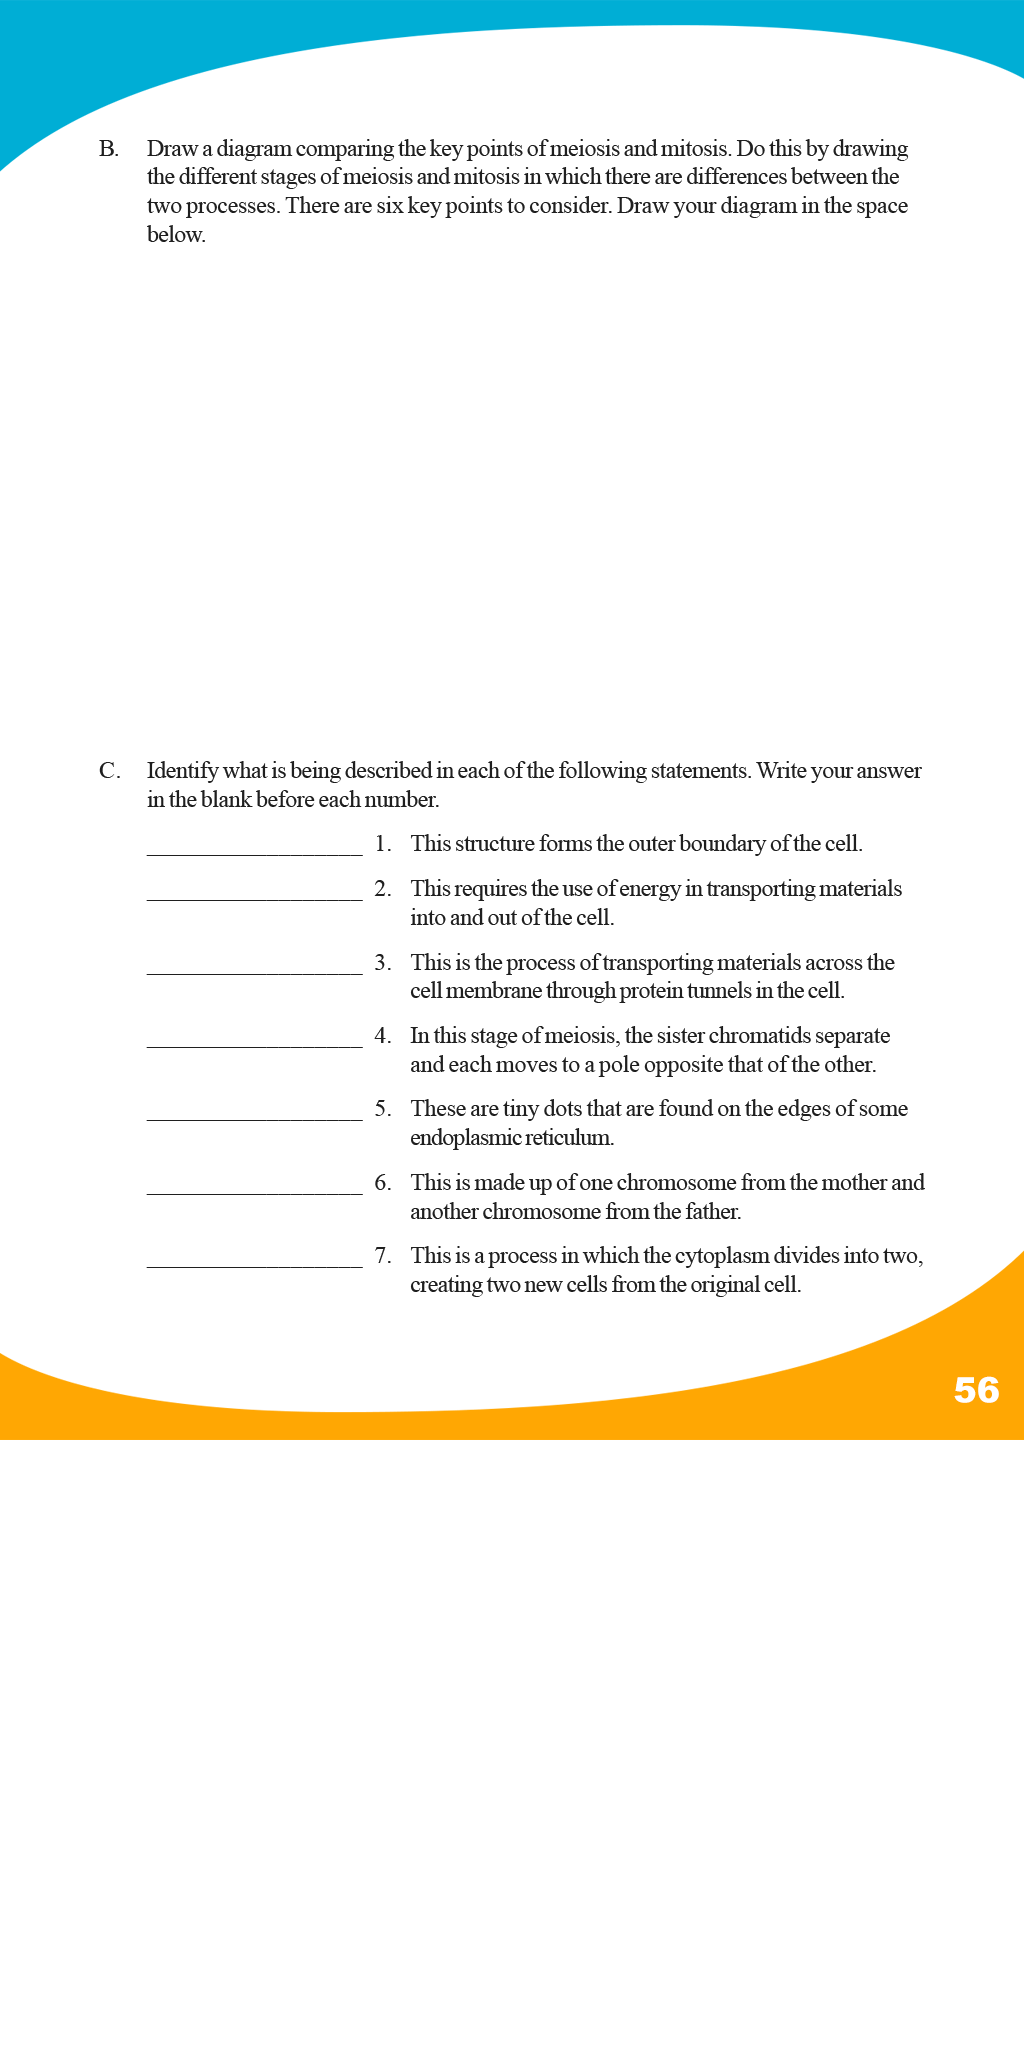 B. Draw a diagram comparing the key points of meiosis and mitosis. Do this by drawing
the different stages of meiosis and mitosis in which there are differences between the
two processes. There are six key points to consider. Draw your diagram in the space
below.
C. Identify what is being described in each of the following statements. Write your answer
in the blank before each number.
__________________ 1. This structure forms the outer boundary of the cell.
__________________ 2. This requires the use of energy in transporting materials
into and out of the cell.
__________________ 3. This is the process of transporting materials across the
cell membrane through protein tunnels in the cell.
__________________ 4. In this stage of meiosis, the sister chromatids separate
and each moves to a pole opposite that of the other.
__________________ 5. These are tiny dots that are found on the edges of some
endoplasmic reticulum.
__________________ 6. This is made up of one chromosome from the mother and
another chromosome from the father.
__________________ 7. This is a process in which the cytoplasm divides into two,
creating two new cells from the original cell.
56